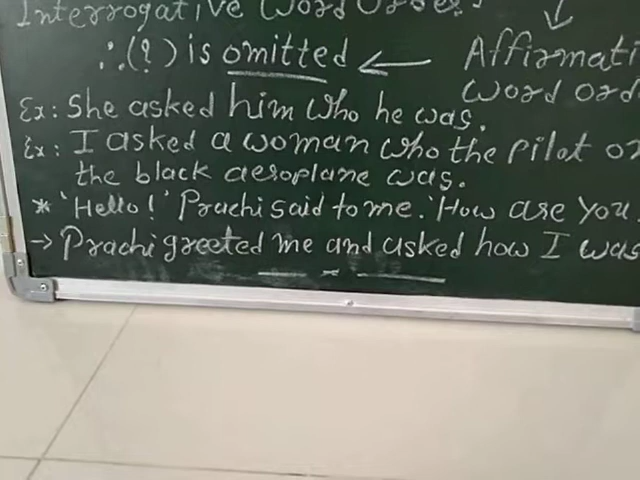 Interrogative Word Order.
∴ (?) is omitted ← Affirmati
word ord
Ex: She asked him who he was.
Ex: I asked a woman who the pilot of
the black aeroplane was.
* 'Hello!' Prachi said to me. 'How are you
→ Prachi greeted me and asked how I was